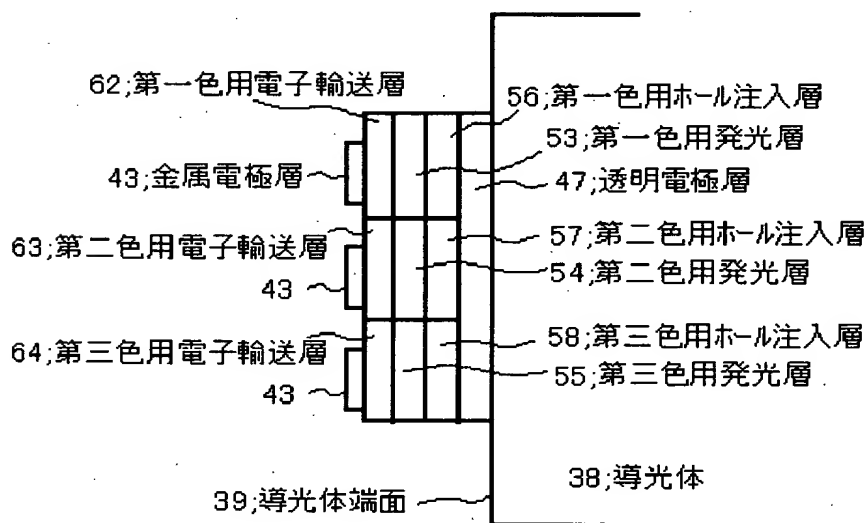 62;第一色用電子輸送層
56;第一色用ホール注入層
53;第一色用発光層
43;金属電極層
47;透明電極層
63;第二色用電子輸送層
57;第二色用ホール注入層
54;第二色用発光層
43
58;第三色用ホール注入層
64;第三色用電子輸送層
55;第三色用発光層
43
38;導光体
39;導光体端面